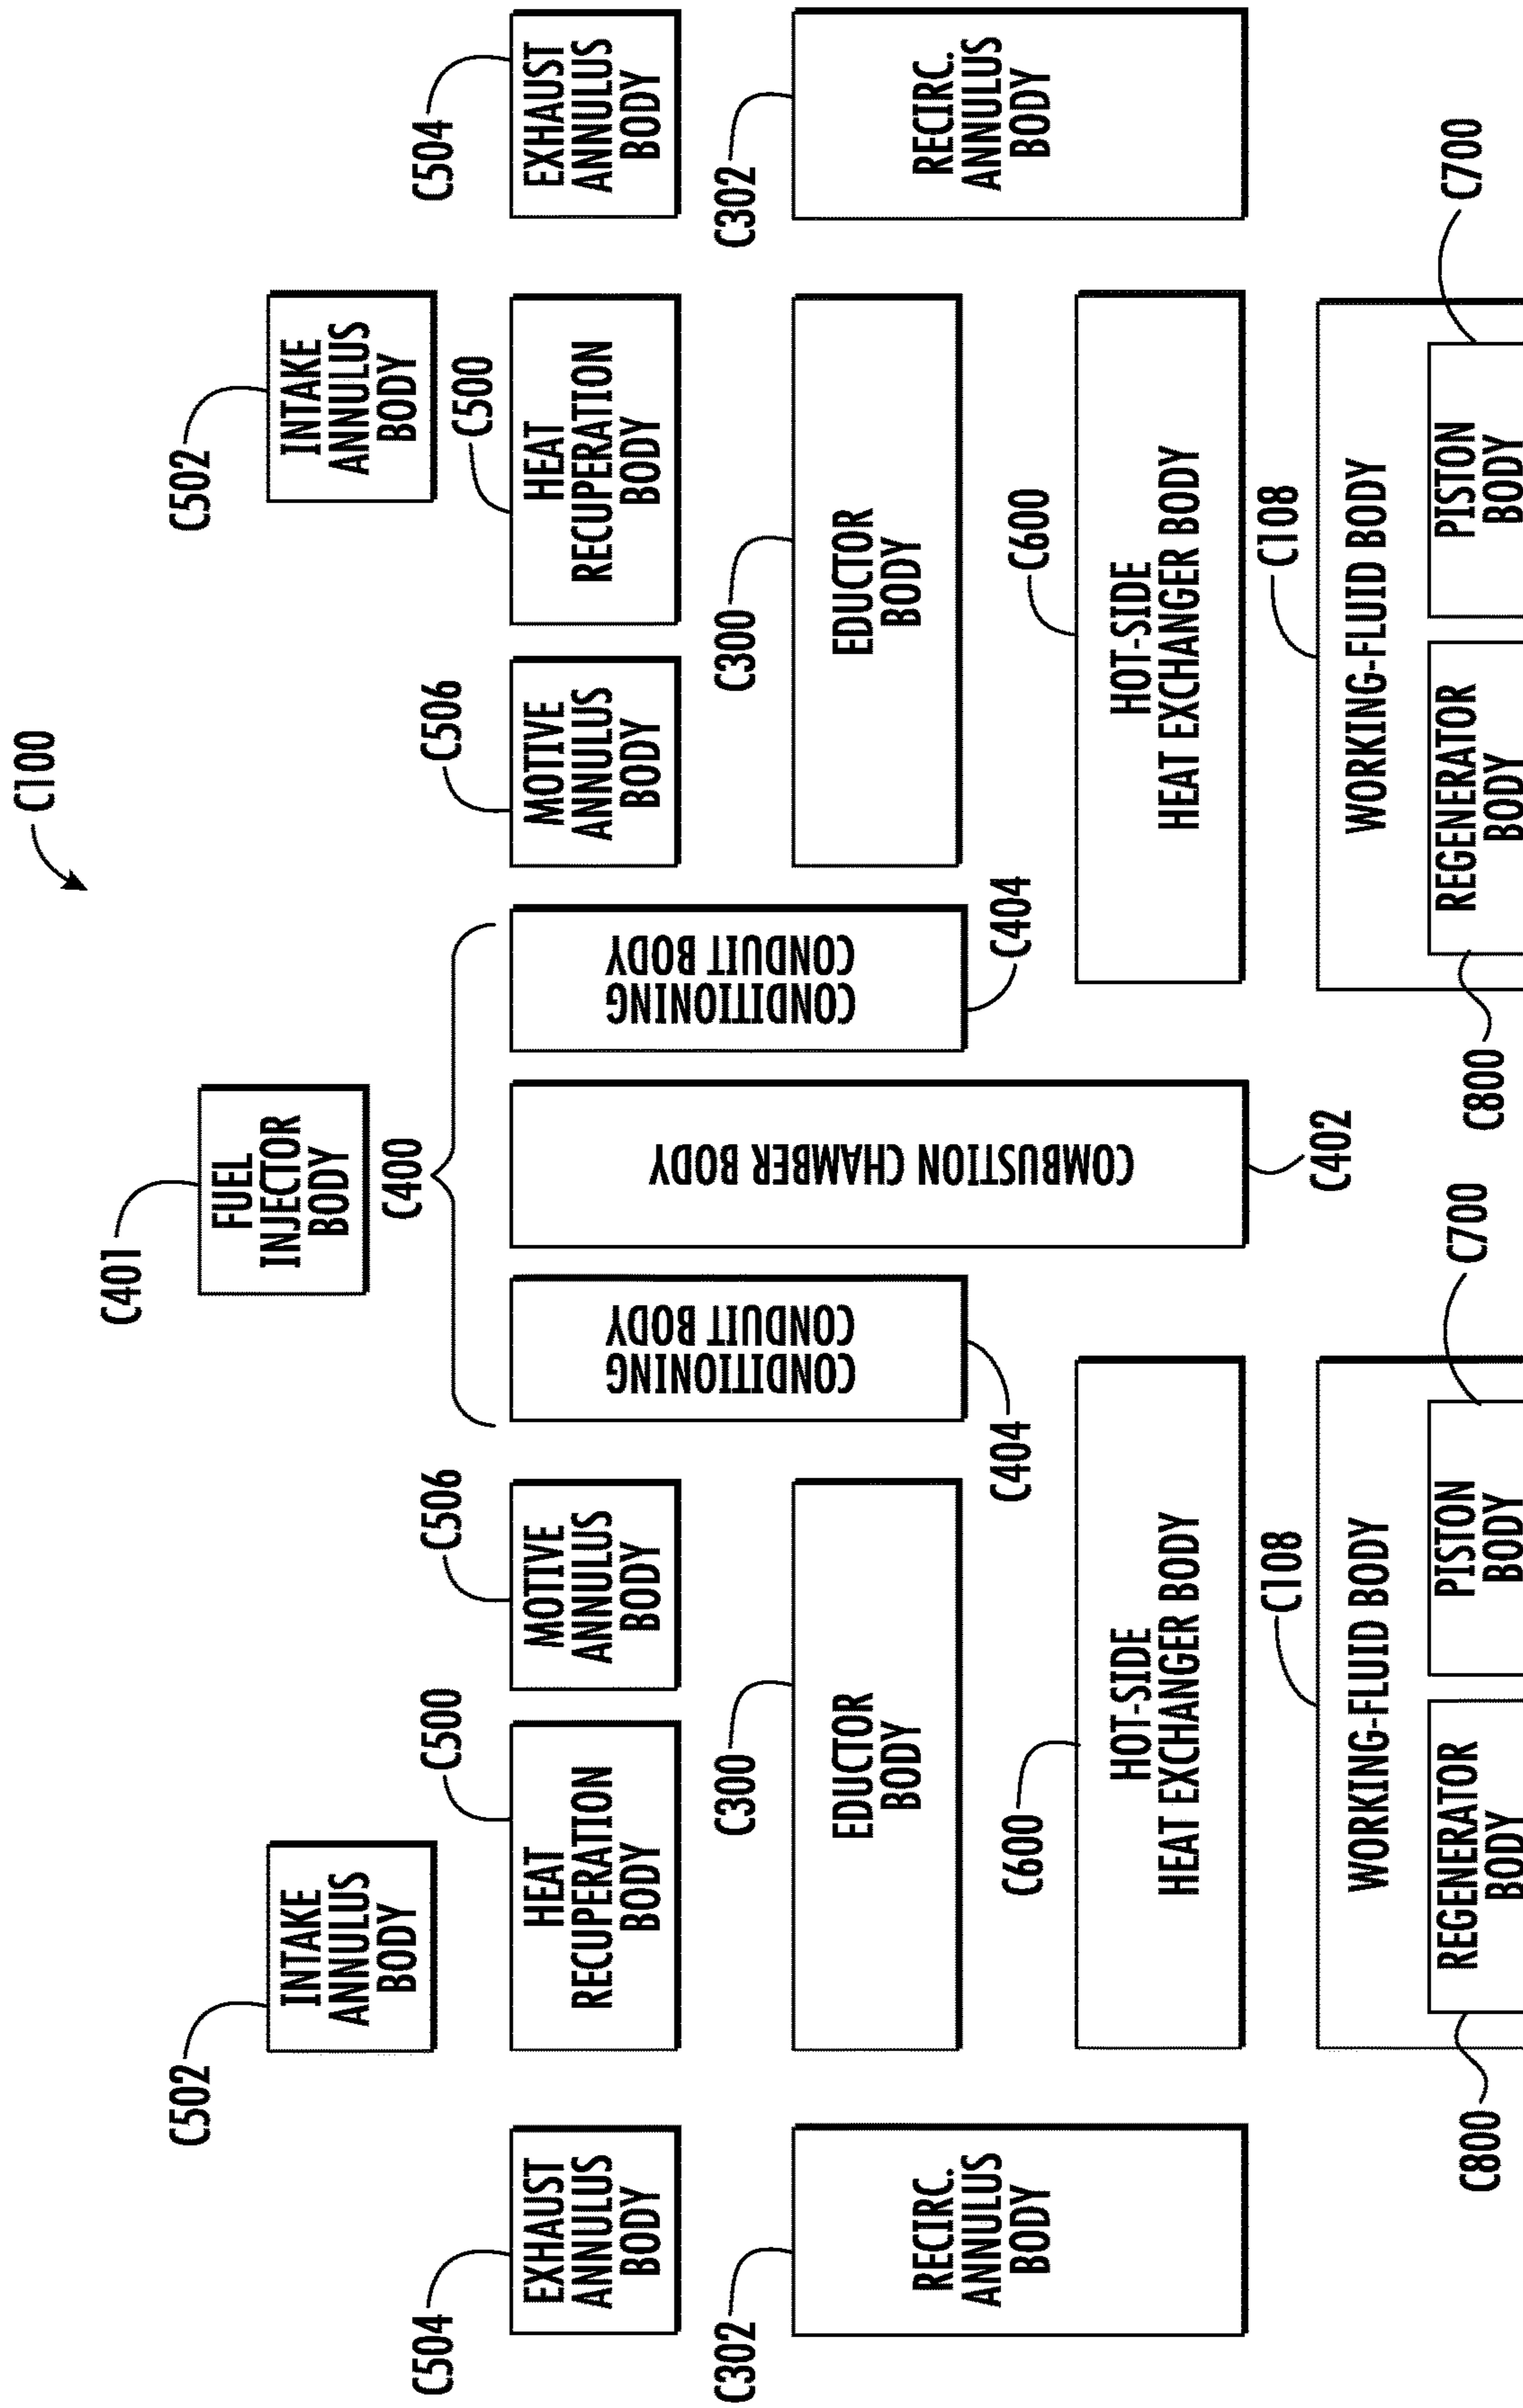 C100
C401
FUEL
INJECTOR
BODY
C400
C502
INTAKE
ANNULUS
BODY
C502
INTAKE
ANNULUS
BODY
C504
EXHAUST
ANNULUS
BODY
C500
HEAT
RECUPERATION
BODY
C506
MOTIVE
ANNULUS
BODY
CONDITIONING
CONDUIT BODY
C404
COMBUSTION CHAMBER BODY
C402
CONDITIONING
CONDUIT BODY
C404
C506
MOTIVE
ANNULUS
BODY
C500
HEAT
RECUPERATION
BODY
C504
EXHAUST
ANNULUS
BODY
C302
RECIRC.
ANNULUS
BODY
C300
EDUCTOR
BODY
C300
EDUCTOR
BODY
C302
RECIRC.
ANNULUS
BODY
C600
HOT-SIDE
HEAT EXCHANGER BODY
C600
HOT-SIDE
HEAT EXCHANGER BODY
C108
WORKING-FLUID BODY
C800
REGENERATOR
BODY
PISTON
BODY
C700
C108
WORKING-FLUID BODY
C800
REGENERATOR
BODY
PISTON
BODY
C700